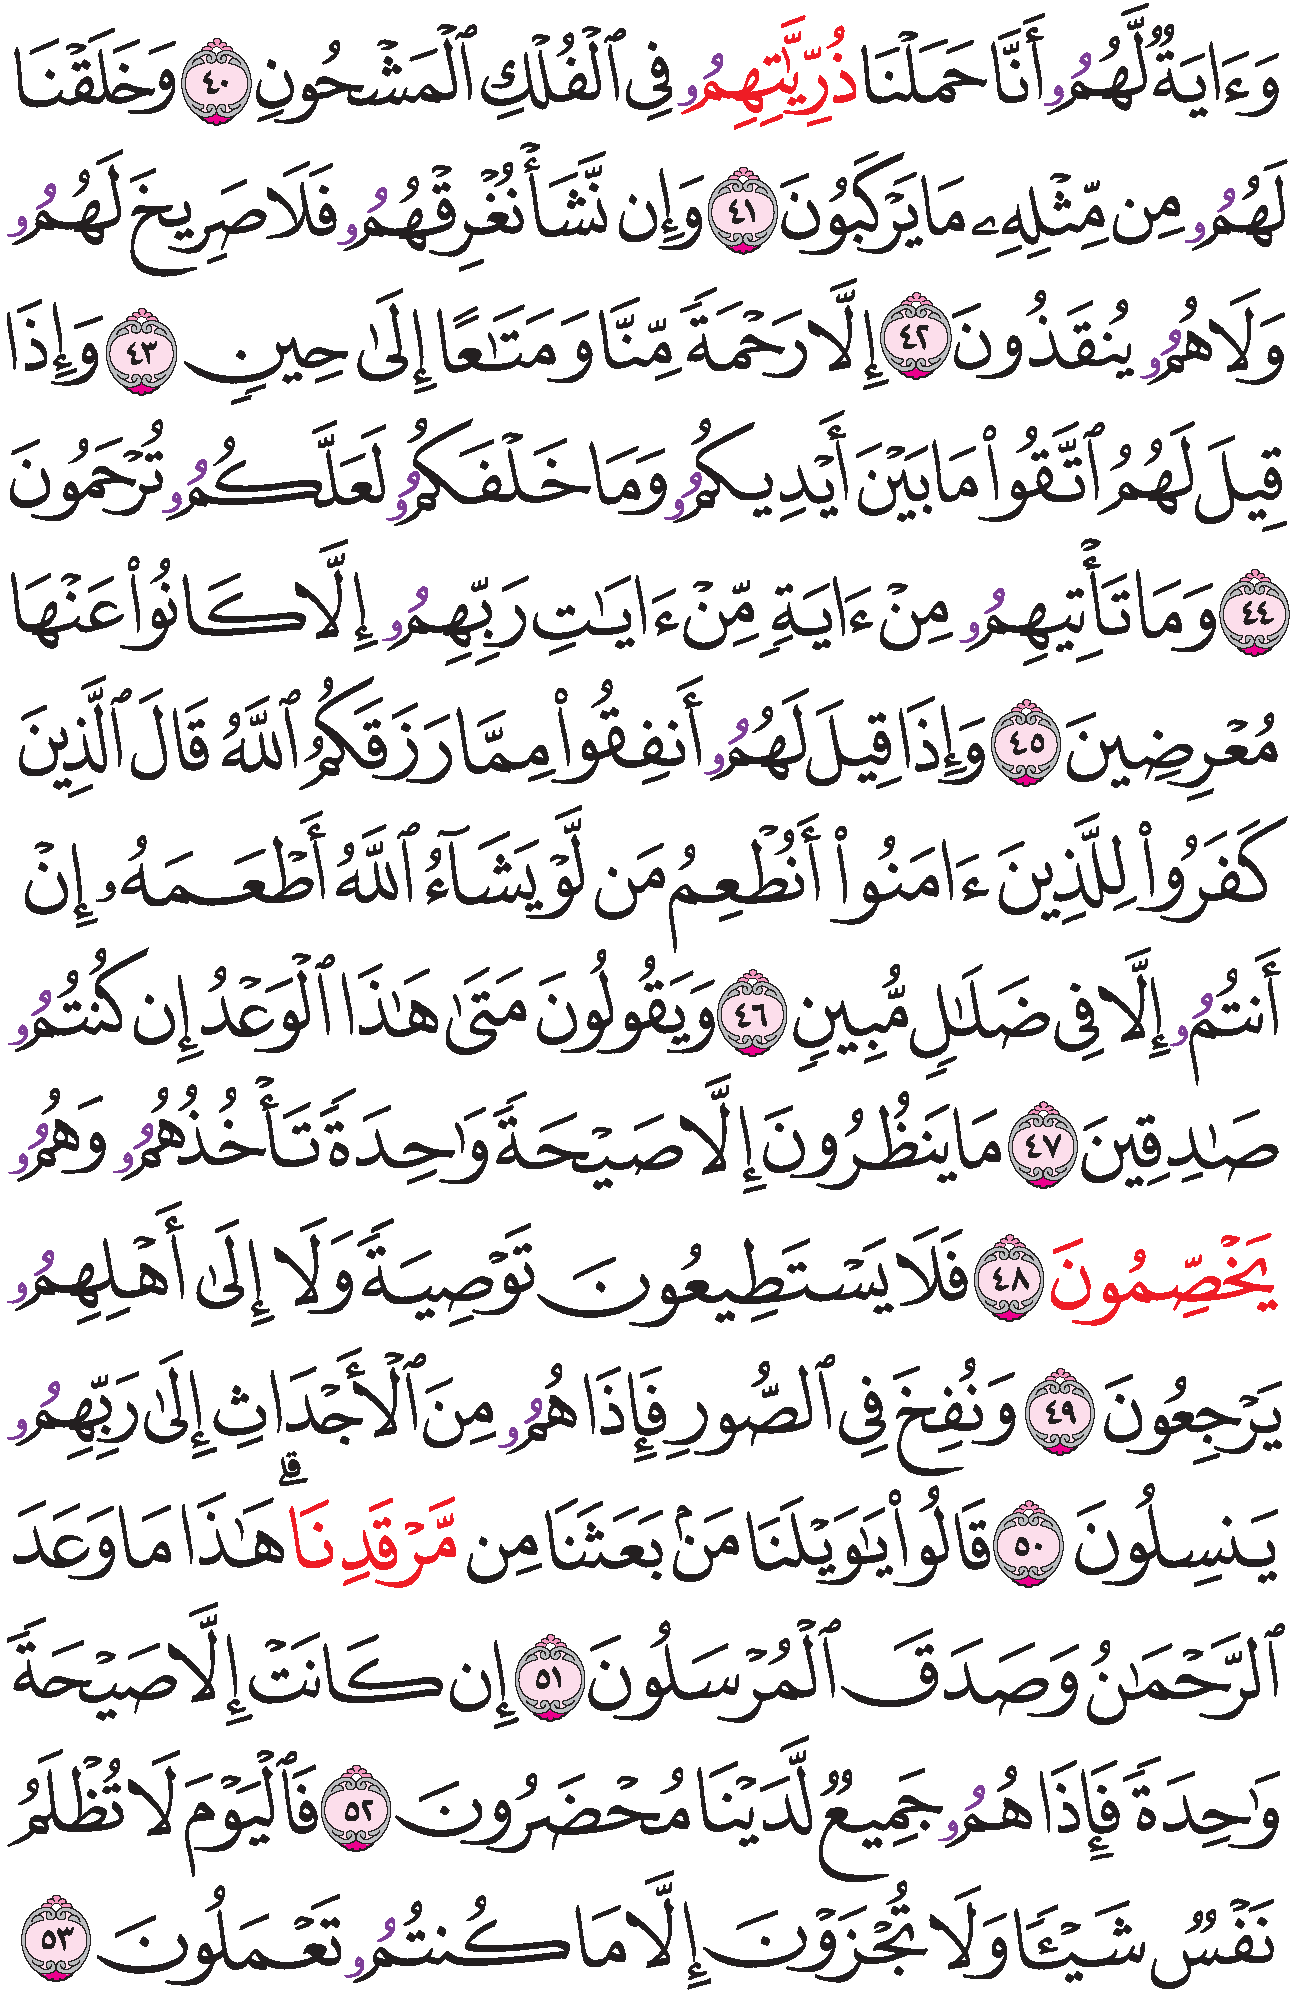 وَءَايَةٌ لَّهُمُۥ أَنَّا حَمَلْنَا ذُرِّيَّٰتِهِمُۥ فِي ٱلْفُلْكِ ٱلْمَشْحُونِ ٤٠ وَخَلَقْنَا
لَهُمُۥ مِن مِّثْلِهِۦ مَا يَرْكَبُونَ ٤١ وَإِن نَّشَأْ نُغْرِقْهُمُۥ فَلَا صَرِيخَ لَهُمُۥ
وَلَا هُمُۥ يُنقَذُونَ ٤٢ إِلَّا رَحْمَةً مِّنَّا وَمَتَٰعًا إِلَىٰ حِينٍ ٤٣ وَإِذَا
قِيلَ لَهُمُ ٱتَّقُوا۟ مَا بَيْنَ أَيْدِيكُمُۥ وَمَا خَلْفَكُمُۥ لَعَلَّكُمُۥ تُرْحَمُونَ
٤٤ وَمَا تَأْتِيهِمُۥ مِنْ ءَايَةٍ مِّنْ ءَايَٰتِ رَبِّهِمُۥ إِلَّا كَانُوا۟ عَنْهَا
مُعْرِضِينَ ٤٥ وَإِذَا قِيلَ لَهُمُۥ أَنفِقُوا۟ مِمَّا رَزَقَكُمُ ٱللَّهُ قَالَ ٱلَّذِينَ
كَفَرُوا۟ لِلَّذِينَ ءَامَنُوا۟ أَنُطْعِمُ مَن لَّوْ يَشَآءُ ٱللَّهُ أَطْعَمَهُۥ إِنْ
أَنتُمُۥ إِلَّا فِي ضَلَٰلٍ مُّبِينٍ ٤٦ وَيَقُولُونَ مَتَىٰ هَٰذَا ٱلْوَعْدُ إِن كُنتُمُۥ
صَٰدِقِينَ ٤٧ مَا يَنظُرُونَ إِلَّا صَيْحَةً وَٰحِدَةً تَأْخُذُهُمُۥ وَهُمُۥ
يَخَصِّمُونَ ٤٨ فَلَا يَسْتَطِيعُونَ تَوْصِيَةً وَلَا إِلَىٰ أَهْلِهِمُۥ
يَرْجِعُونَ ٤٩ وَنُفِخَ فِي ٱلصُّورِ فَإِذَا هُمُۥ مِنَ ٱلْأَجْدَاثِ إِلَىٰ رَبِّهِمُۥ
يَنسِلُونَ ٥٠ قَالُوا۟ يَٰوَيْلَنَا مَنۢ بَعَثَنَا مِن مَّرْقَدِنَاۗ هَٰذَا مَا وَعَدَ
ٱلرَّحْمَٰنُ وَصَدَقَ ٱلْمُرْسَلُونَ ٥١ إِن كَانَتْ إِلَّا صَيْحَةً
وَٰحِدَةً فَإِذَا هُمُۥ جَمِيعٌ لَّدَيْنَا مُحْضَرُونَ ٥٢ فَٱلْيَوْمَ لَا تُظْلَمُ
نَفْسٌ شَيْـًٔا وَلَا تُجْزَوْنَ إِلَّا مَا كُنتُمُۥ تَعْمَلُونَ ٥٣